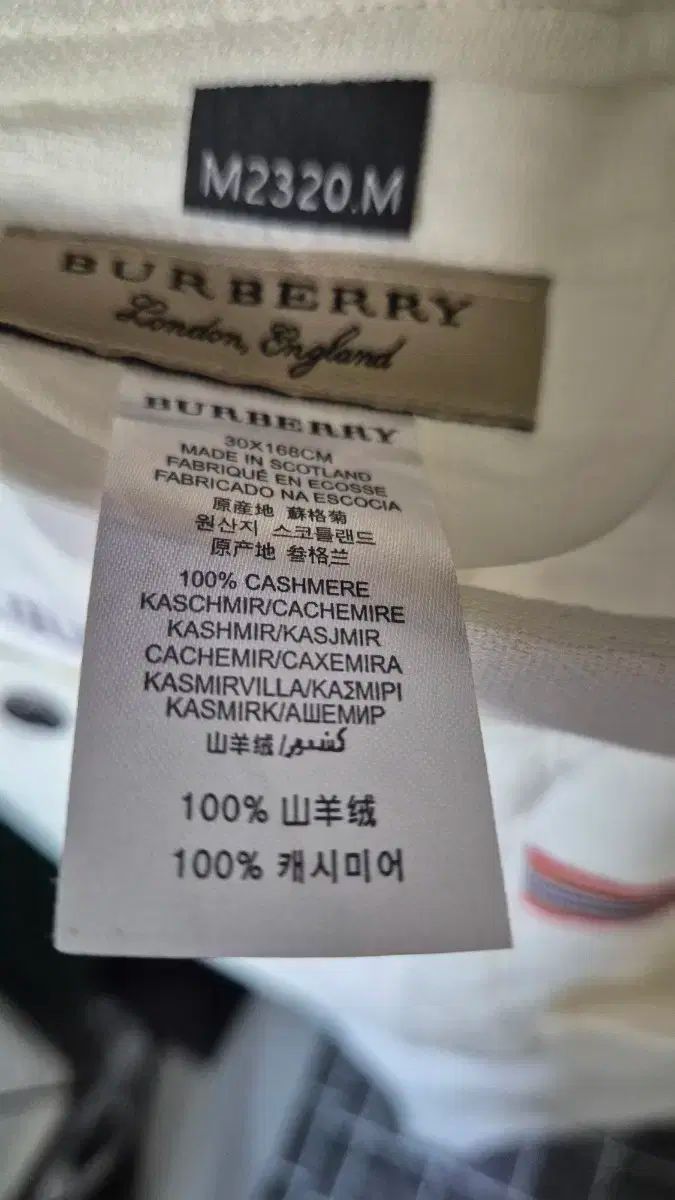 M2320.M
BURBERRY
London, England
BURBERRY
30X168CM
MADE IN SCOTLAND
FABRIQUÉ EN ECOSSE
FABRICADO NA ESCOCIA
原産地 蘇格菊
원산지 스코틀랜드
原产地 叁格兰
100% CASHMERE
KASCHMIR/CACHEMIRE
KASHMIR/KASJMIR
CACHEMIR/CAXEMIRA
KASMIRVILLA/ΚΑΣΜΙΡΙ
KASMIRK/АШЕМИР
山羊绒/كشمير
100% 山羊绒
100% 캐시미어